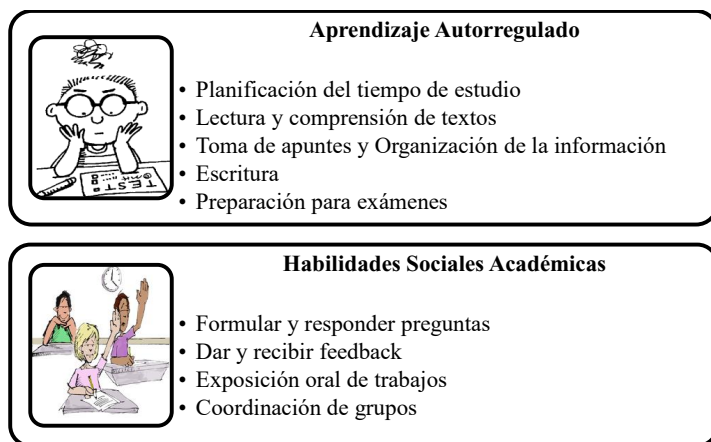 Aprendizaje Autorregulado
• Planificación del tiempo de estudio
• Lectura y comprensión de textos
• Toma de apuntes y Organización de la información
• Escritura
• Preparación para exámenes
TEST
Habilidades Sociales Académicas
• Formular y responder preguntas
• Dar y recibir feedback
• Exposición oral de trabajos
• Coordinación de grupos